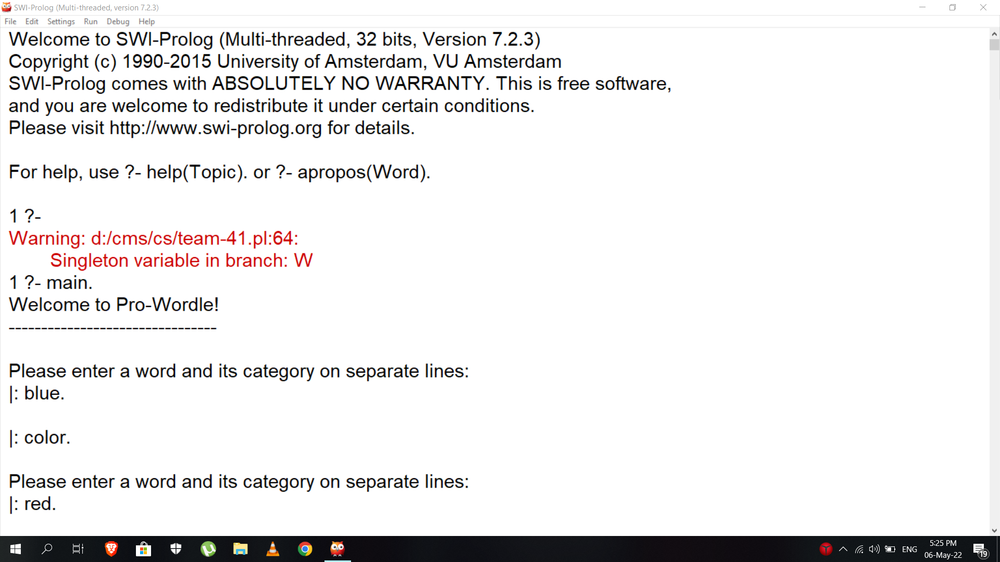 SWI-Prolog (Multi-threaded, version 7.2.3)
File Edit Settings Run Debug Help
Welcome to SWI-Prolog (Multi-threaded, 32 bits, Version 7.2.3)
Copyright (c) 1990-2015 University of Amsterdam, VU Amsterdam
SWI-Prolog comes with ABSOLUTELY NO WARRANTY. This is free software,
and you are welcome to redistribute it under certain conditions.
Please visit http://www.swi-prolog.org for details.
For help, use ?- help(Topic). or ?- apropos(Word).
1 ?-
Warning: d:/cms/cs/team-41.pl:64:
Singleton variable in branch: W
1 ?- main.
Welcome to Pro-Wordle!
--------------------------------
Please enter a word and its category on separate lines:
|: blue.
|: color.
Please enter a word and its category on separate lines:
|: red.
ENG
5:25 PM
06-May-22
19